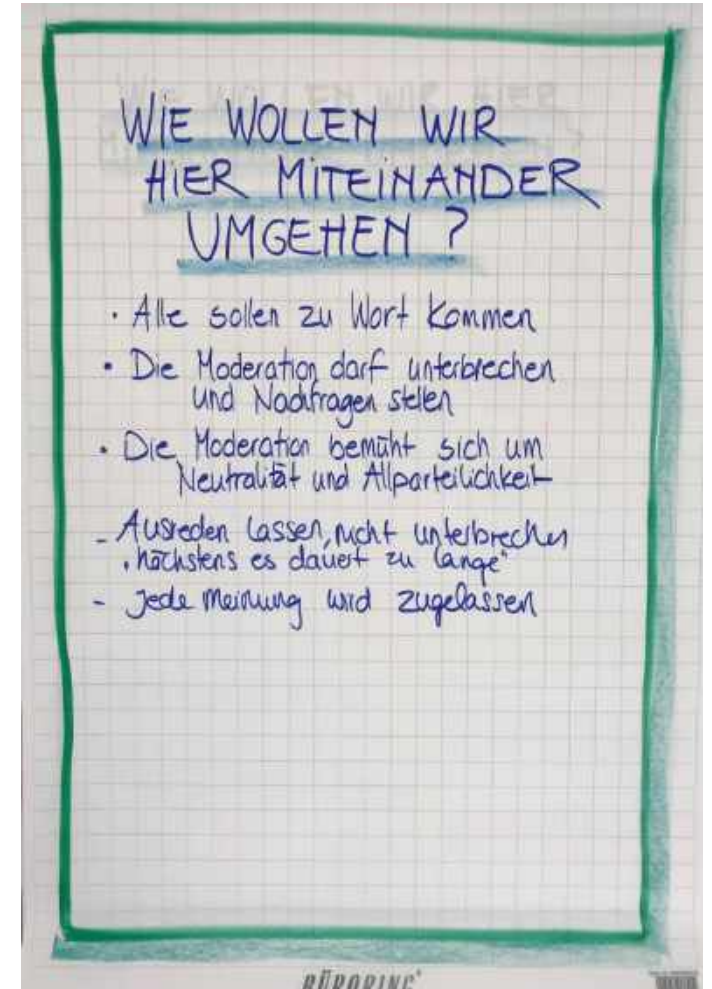 WIE WOLLEN WIR
HIER MITEINANDER
UMGEHEN ?
· Alle sollen zu Wort kommen
· Die Moderation darf unterbrechen
und Nachfragen stellen
· Die Moderation bemüht sich um
Neutralität und Allparteilichkeit
- Ausreden lassen, nicht unterbrechen
"höchstens es dauert zu lange"
- jede Meinung wird zugelassen
BÜRORING